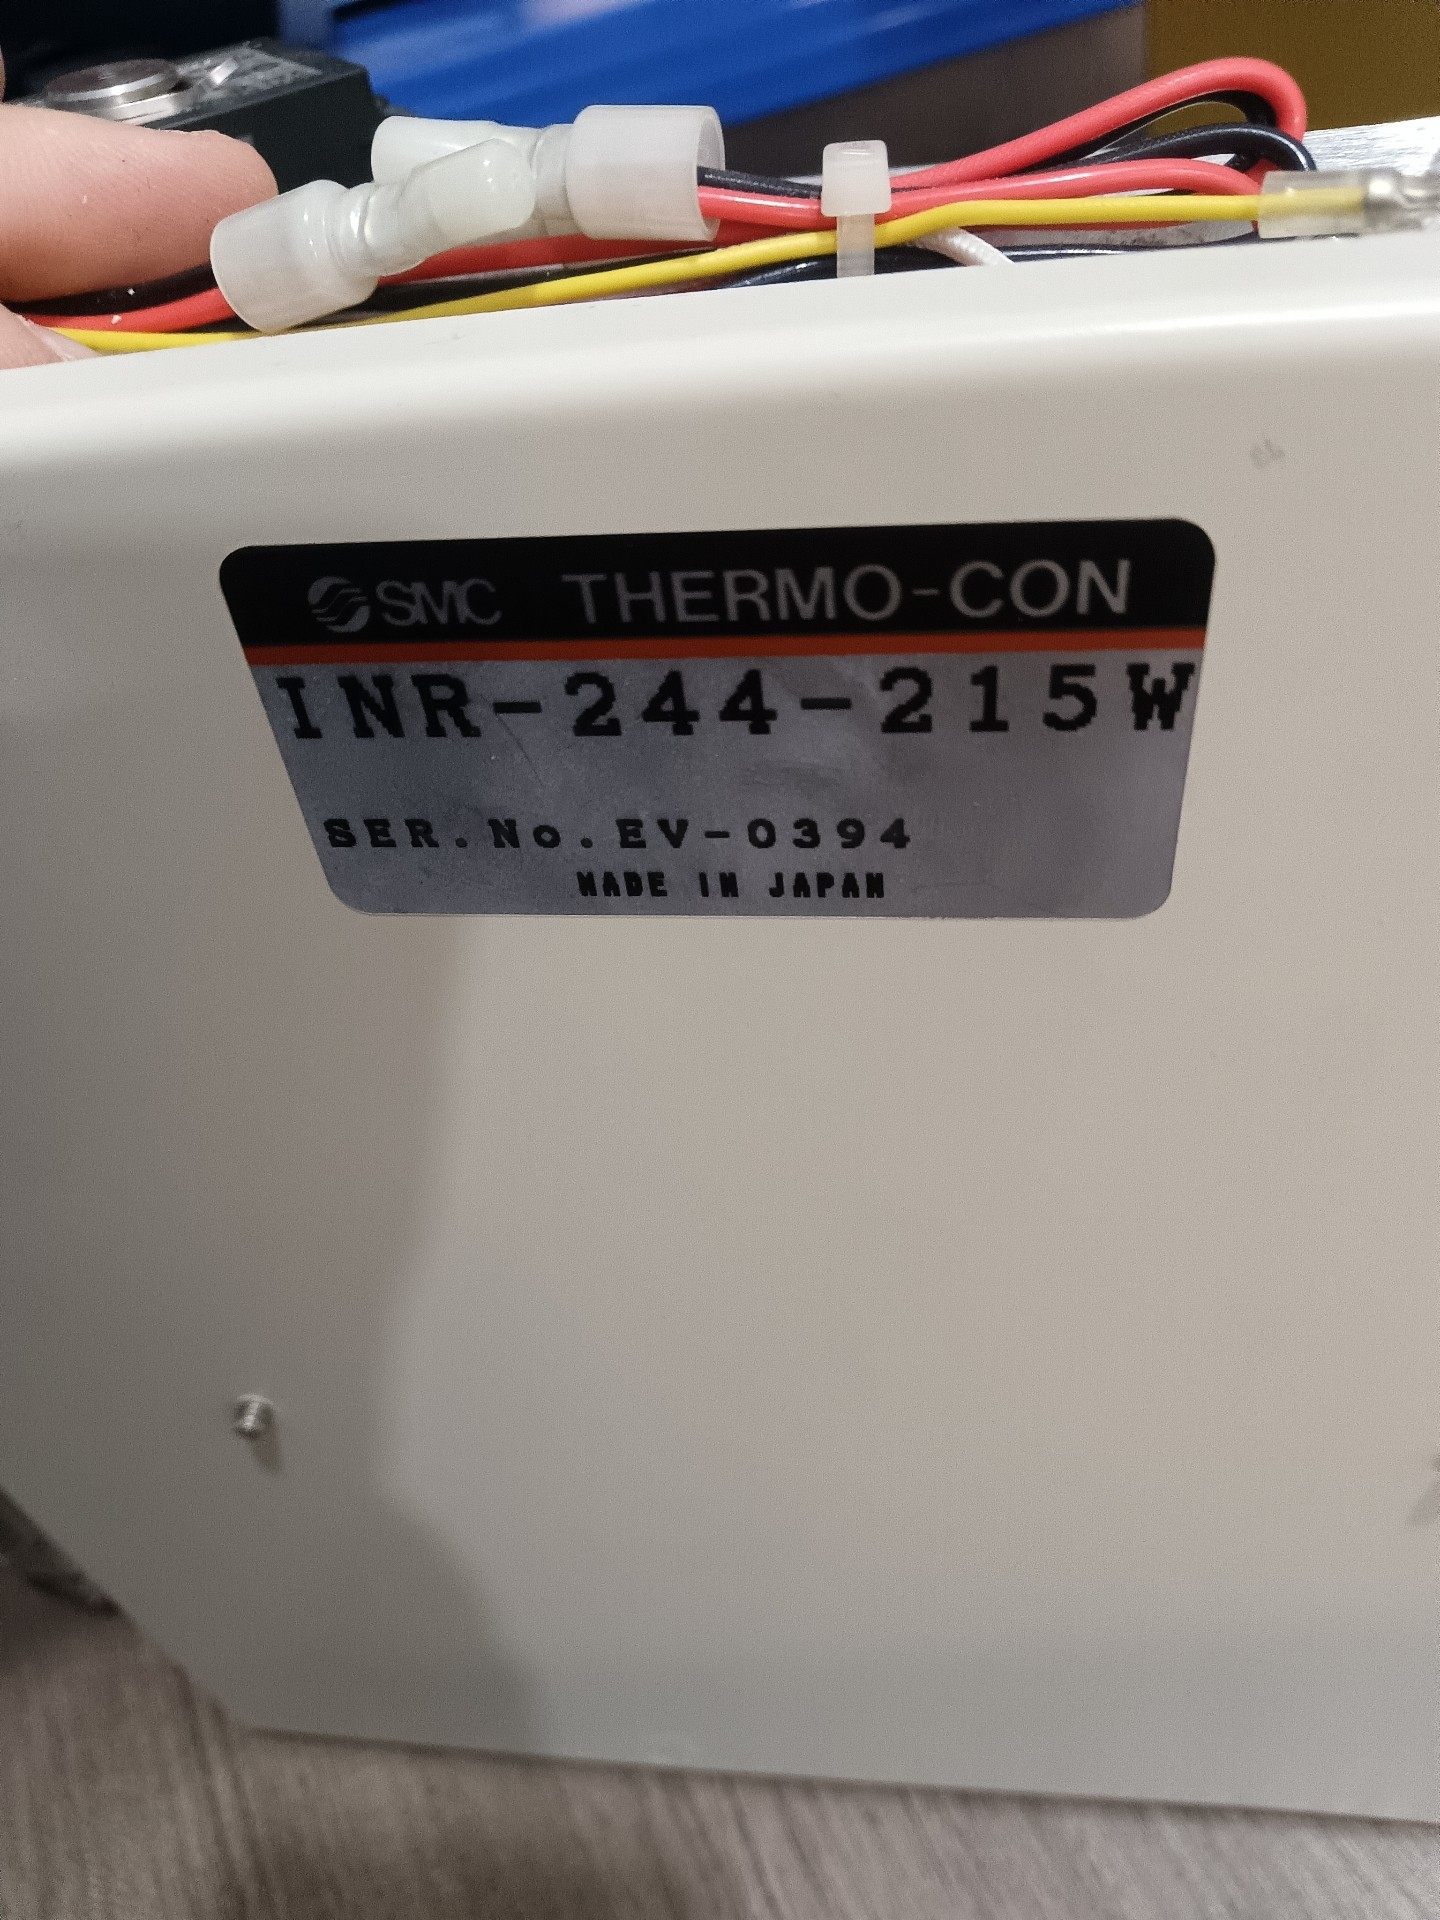 SMC THERMO-CON
INR-244-215W
SER.No.EV-0394
MADE IN JAPAN